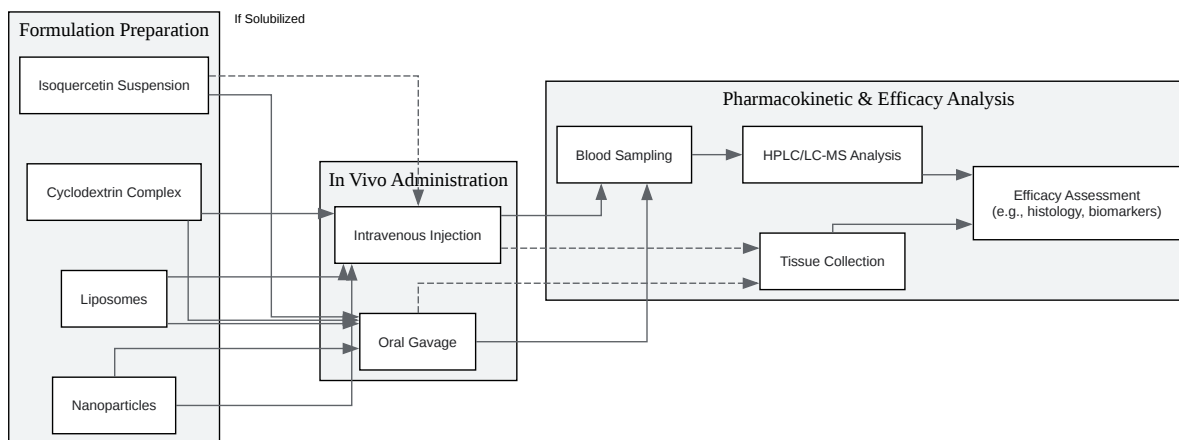 Formulation Preparation
If Solubilized
Isoquercetin Suspension
Cyclodextrin Complex
Liposomes
Nanoparticles
In Vivo Administration
Intravenous Injection
Oral Gavage
Pharmacokinetic & Efficacy Analysis
Blood Sampling
HPLC/LC-MS Analysis
Efficacy Assessment
(e.g., histology, biomarkers)
Tissue Collection